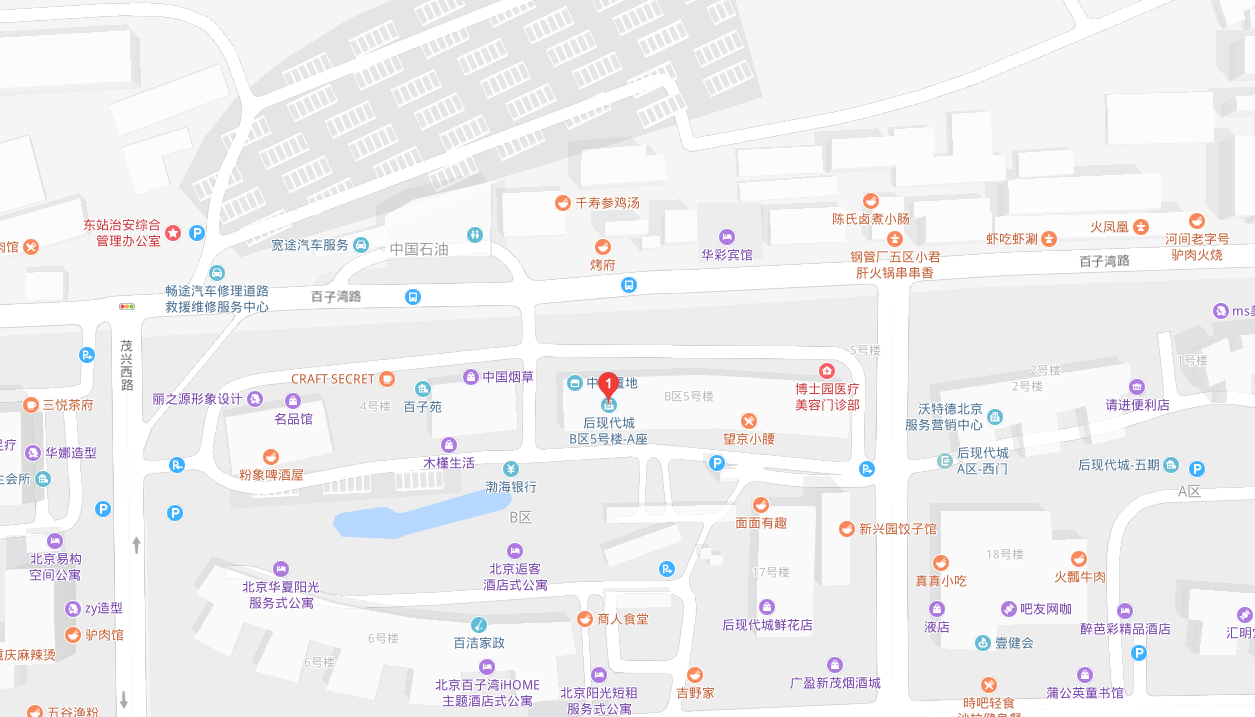 千寿参鸡汤
陈氏卤煮小肠
东站治安综合
管理办公室
火凤凰
河间老字号
驴肉火烧
虾吃虾涮
肉馆
宽途汽车服务
中国石油
烤府
华彩宾馆
钢管厂五区小君
肝火锅串串香
百子湾路
畅途汽车修理道路
救援维修服务中心
百子湾路
茂兴西路
5号楼
1号楼
2号楼
2号楼
CRAFT SECRET
中国烟草
1
博士园医疗
美容门诊部
丽之源形象设计
名品馆
4号楼
百子苑
B区5号楼
请进便利店
三悦茶府
后现代城
B区5号楼-A座
望京小腰
沃特德北京
服务营销中心
华娜造型
木槿生活
粉象啤酒屋
渤海银行
后现代城
A区-西门
后现代城-五期
A区
B区
面面有趣
新兴园饺子馆
北京易构
空间公寓
北京逅客
酒店式公寓
北京华夏阳光
服务式公寓
17号楼
18号楼
真真小吃
火瓢牛肉
zy造型
驴肉馆
商人食堂
后现代城鲜花店
液店
吧友网咖
醉芭彩精品酒店
6号楼
百洁家政
壹健会
重庆麻辣烫
6号楼
北京百子湾iHOME
主题酒店式公寓
北京阳光短租
服务式公寓
吉野家
广盈新茂烟酒城
蒲公英童书馆
時吧轻食
五谷渔粉